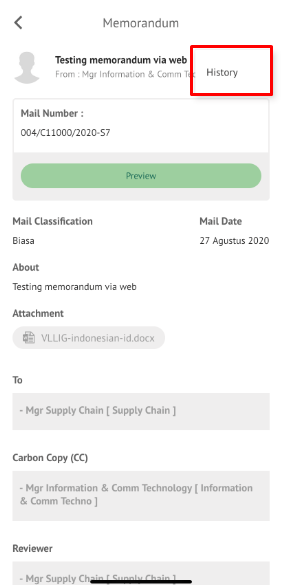 Memorandum
Testing memorandum via web
From : Mgr Information & Comm Te
History
Mail Number :
004/C11000/2020-S7
Preview
Mail Classification
Mail Date
Biasa
27 Agustus 2020
About
Testing memorandum via web
Attachment
VLLIG-indonesian-id.docx
To
- Mgr Supply Chain [ Supply Chain ]
Carbon Copy (CC)
- Mgr Information & Comm Technology [ Information
& Comm Techno ]
Reviewer
- Mgr Supply Chain [ Supply Chain ]